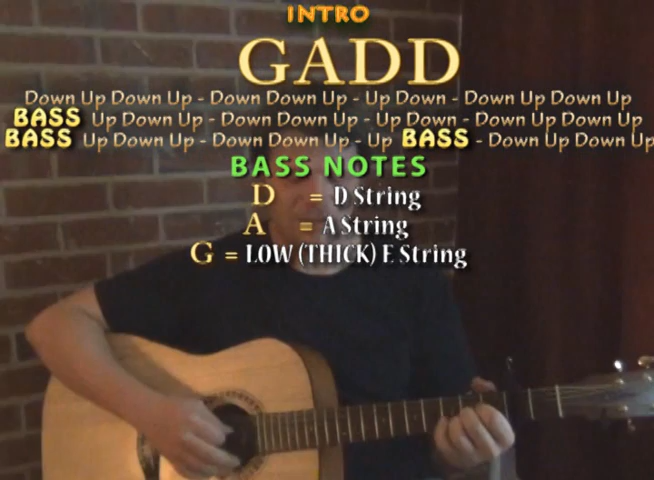 INTRO
GADD
Down Up Down Up - Down Down Up - Up Down - Down Up Down Up
BASS Up Down Up - Down Down Up - Up Down - Down Up Down Up
BASS Up Down Up - Down Down Up - Up BASS - Down Up Down Up
BASS NOTES
D = D String
A = A String
G = LOW (THICK) E String